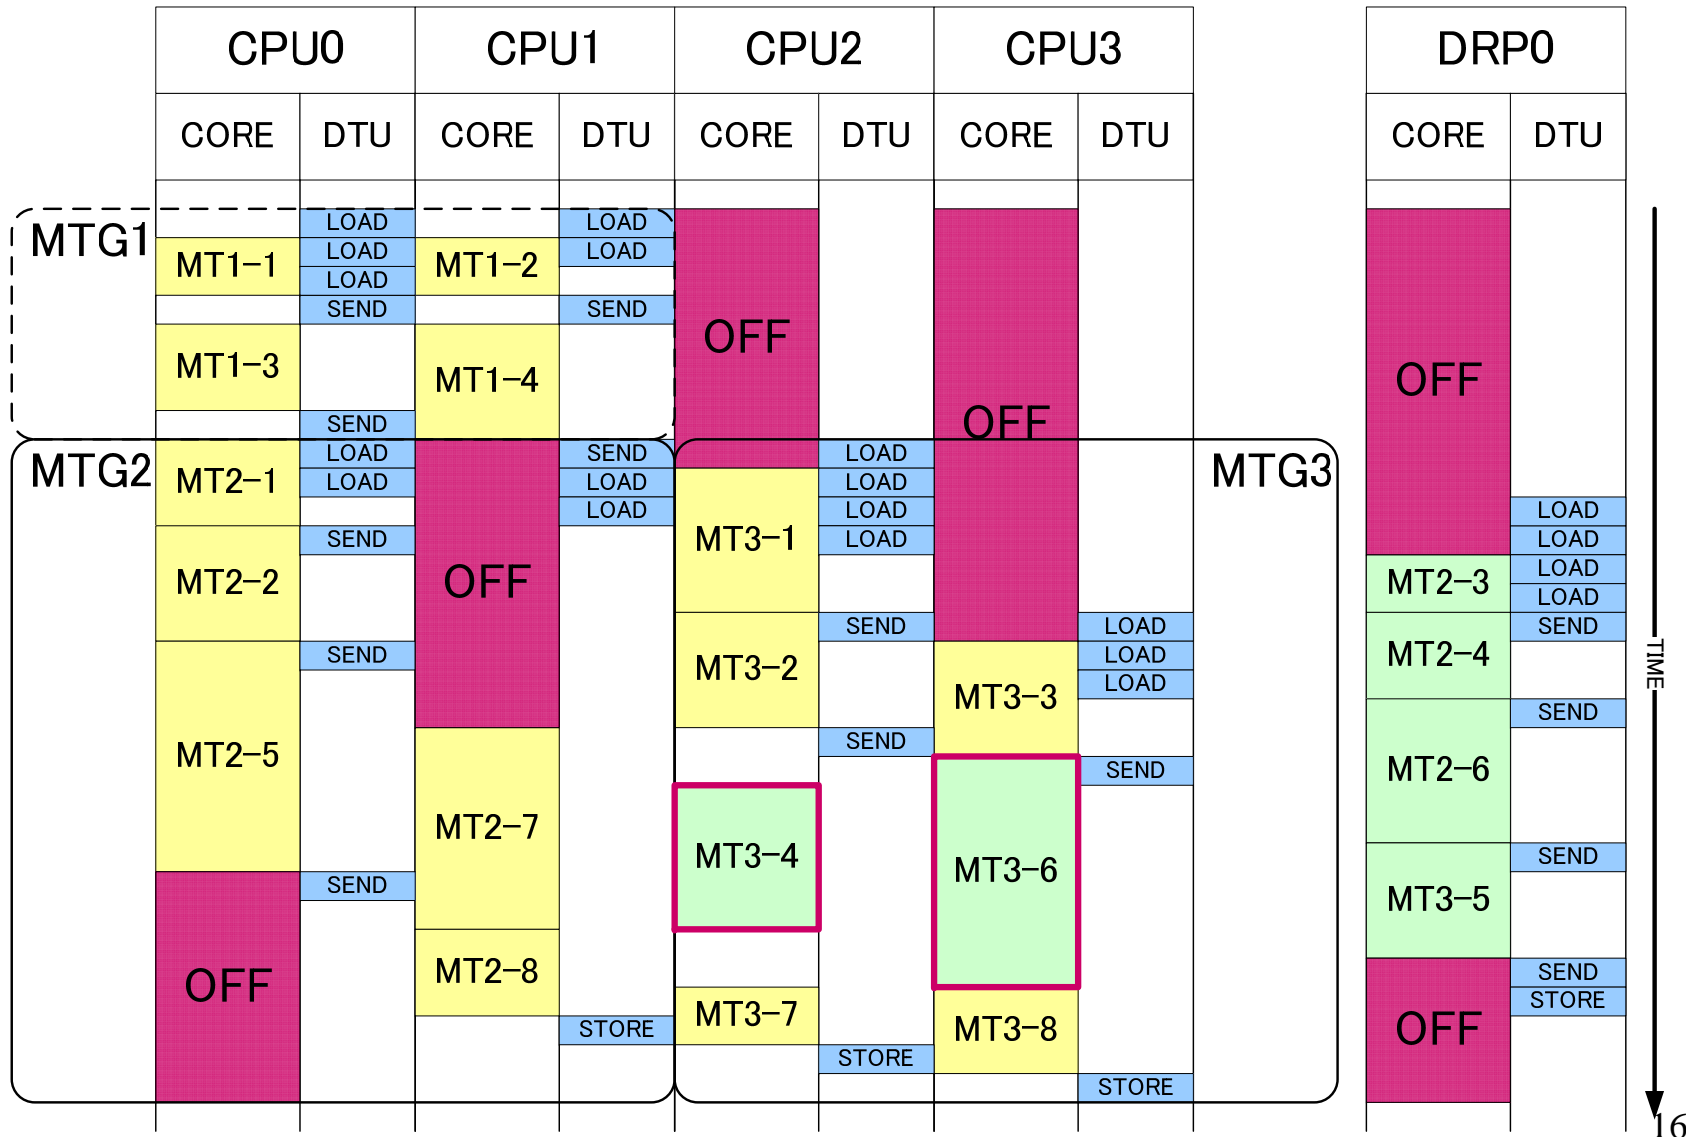 CPU0 CPU1 CPU2 CPU3 DRP0
CORE DTU CORE DTU CORE DTU CORE DTU CORE DTU
LOAD LOAD
MTG1
LOAD LOAD
MT1-1 MT1-2
LOAD
SEND SEND
OFF
MT1-3 MT1-4 OFF
OFF
SEND
LOAD SEND LOAD
MTG2 MTG3
MT2-1
LOAD LOAD LOAD
LOAD LOAD LOAD
SEND MT3-1 LOAD LOAD
MT2-2 OFF MT2-3 LOAD
LOAD
SEND LOAD SEND
SEND LOAD MT2-4
TIME
MT3-2 LOAD
MT3-3
SEND
SEND
MT2-5 SEND MT2-6
MT2-7
MT3-4 SEND
MT3-6
SEND MT3-5
MT2-8 SEND
OFF STORE
MT3-7
STORE MT3-8 OFF
STORE
STORE
16